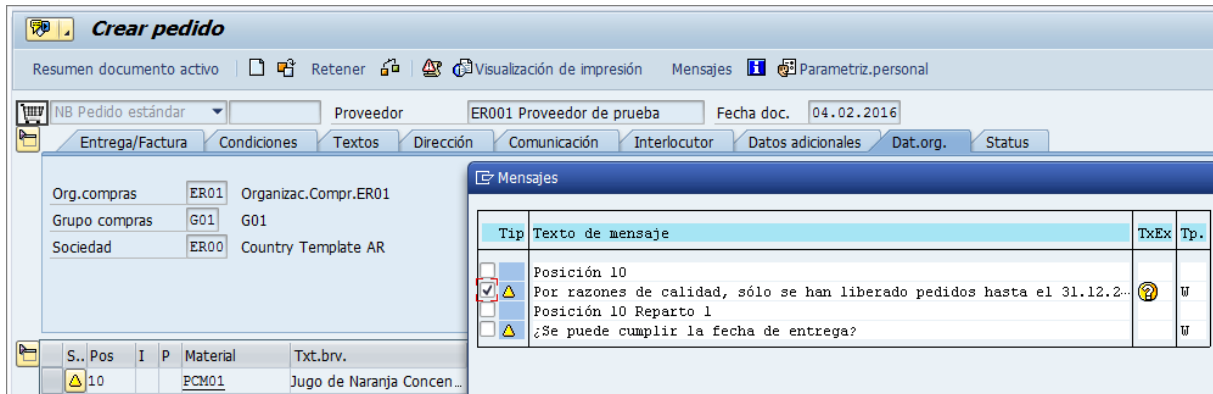 Crear pedido
Resumen documento activo Retener Visualización de impresión Mensajes Parametriz.personal
NB Pedido estándar Proveedor ER001 Proveedor de prueba Fecha doc. 04.02.2016
Entrega/Factura Condiciones Textos Dirección Comunicación Interlocutor Datos adicionales Dat.org. Status
Org.compras ER01 Organizac.Compr.ER01
Grupo compras G01 G01
Sociedad ER00 Country Template AR
Mensajes
Tip Texto de mensaje TxEx Tp.
Posición 10
Por razones de calidad, sólo se han liberado pedidos hasta el 31.12.2… W
Posición 10 Reparto 1
¿Se puede cumplir la fecha de entrega? W
S.. Pos I P Material Txt.brv.
10 PCM01 Jugo de Naranja Concen…